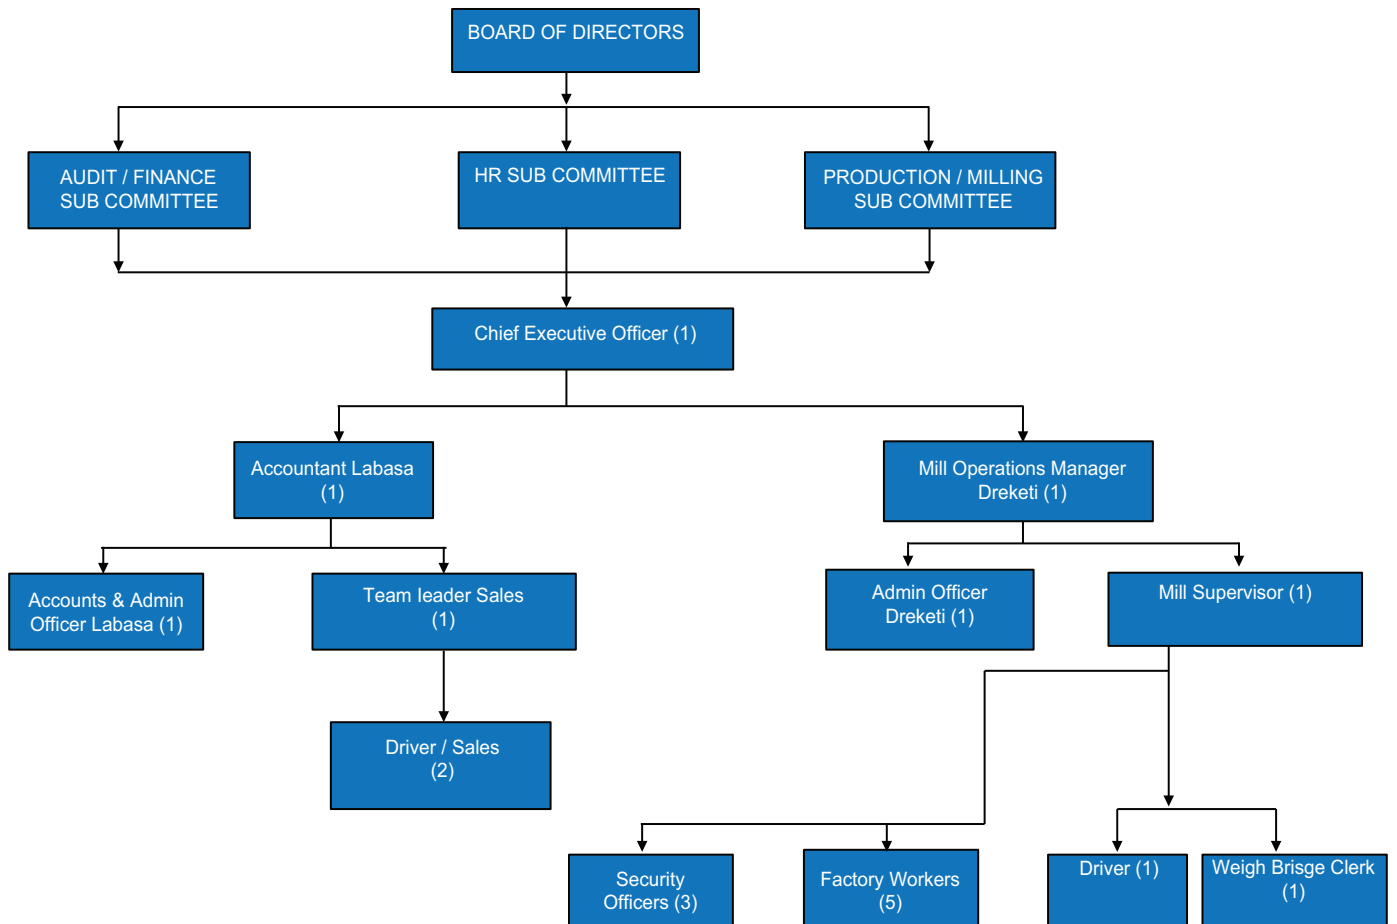 BOARD OF DIRECTORS
AUDIT / FINANCE
SUB COMMITTEE
HR SUB COMMITTEE
PRODUCTION / MILLING
SUB COMMITTEE
Chief Executive Officer (1)
Accountant Labasa
(1)
Mill Operations Manager
Dreketi (1)
Accounts & Admin
Officer Labasa (1)
Team leader Sales
(1)
Admin Officer
Dreketi (1)
Mill Supervisor (1)
Driver / Sales
(2)
Security
Officers (3)
Factory Workers
(5)
Driver (1)
Weigh Brisge Clerk
(1)